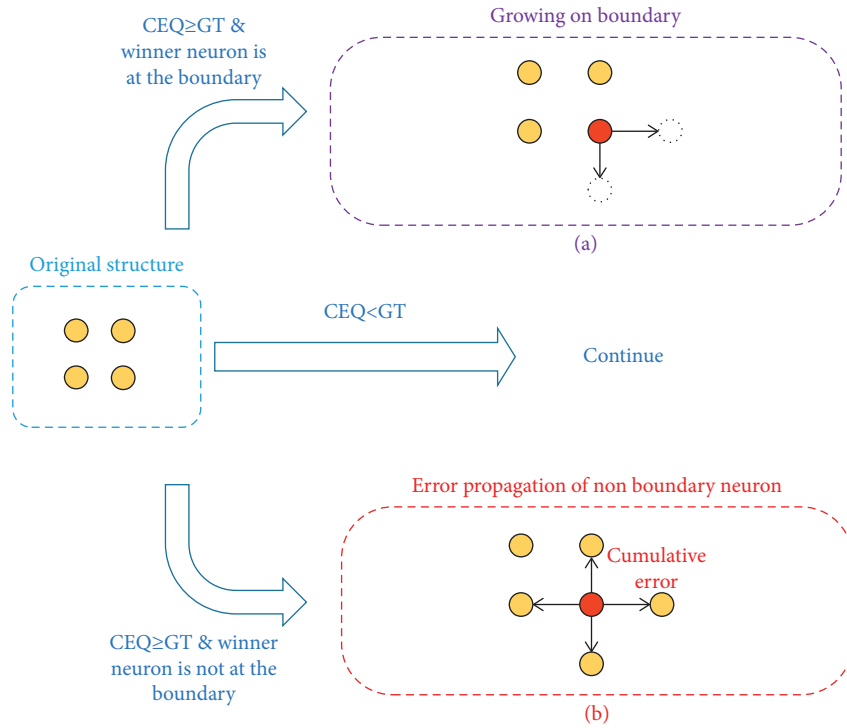 CEQ≥GT &
winner neuron is
at the boundary
Growing on boundary
(a)
Original structure
CEQ<GT
Continue
Error propagation of non boundary neuron
Cumulative
error
CEQ≥GT & winner
neuron is not at the
boundary
(b)